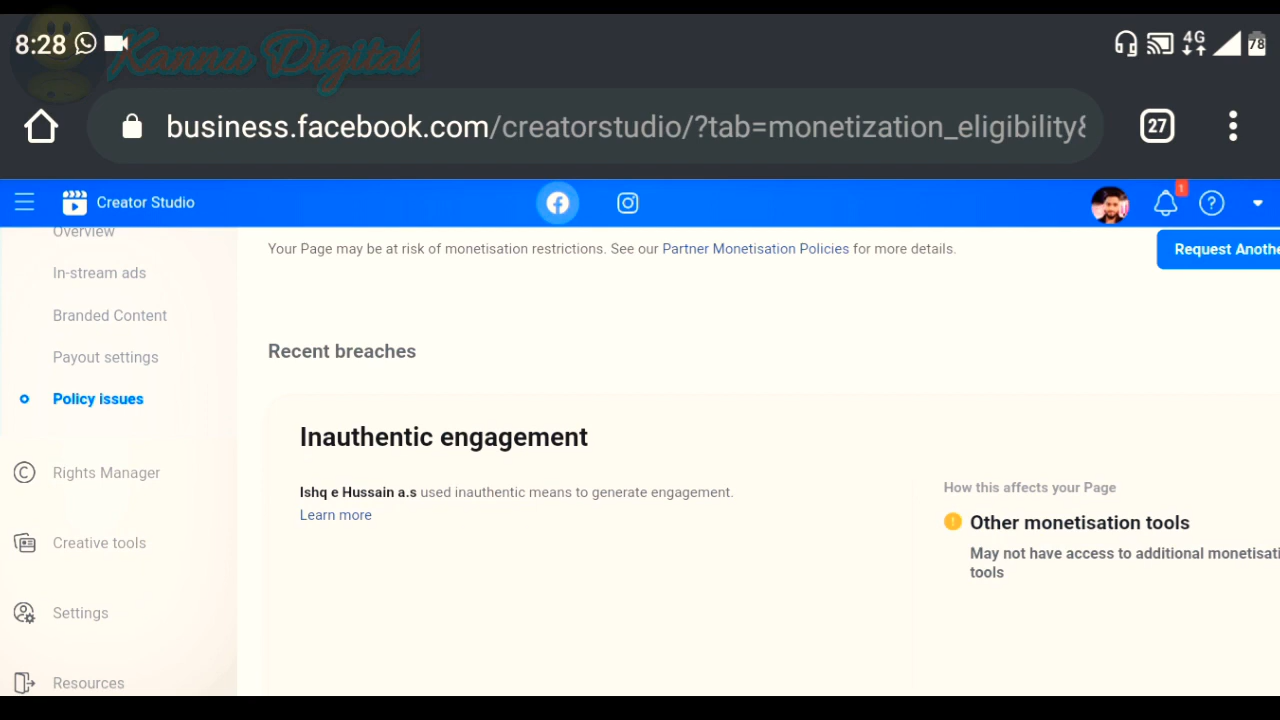 8:28
Kannu Digital
4G
78
business.facebook.com/creatorstudio/?tab=monetization_eligibility&
27
Creator Studio
1
Overview
Your Page may be at risk of monetisation restrictions. See our Partner Monetisation Policies for more details.
Request Anothe
In-stream ads
Branded Content
Payout settings
Recent breaches
Policy issues
Inauthentic engagement
Rights Manager
Ishq e Hussain a.s used inauthentic means to generate engagement.
Learn more
How this affects your Page
Other monetisation tools
May not have access to additional monetisati
tools
Creative tools
Settings
Resources